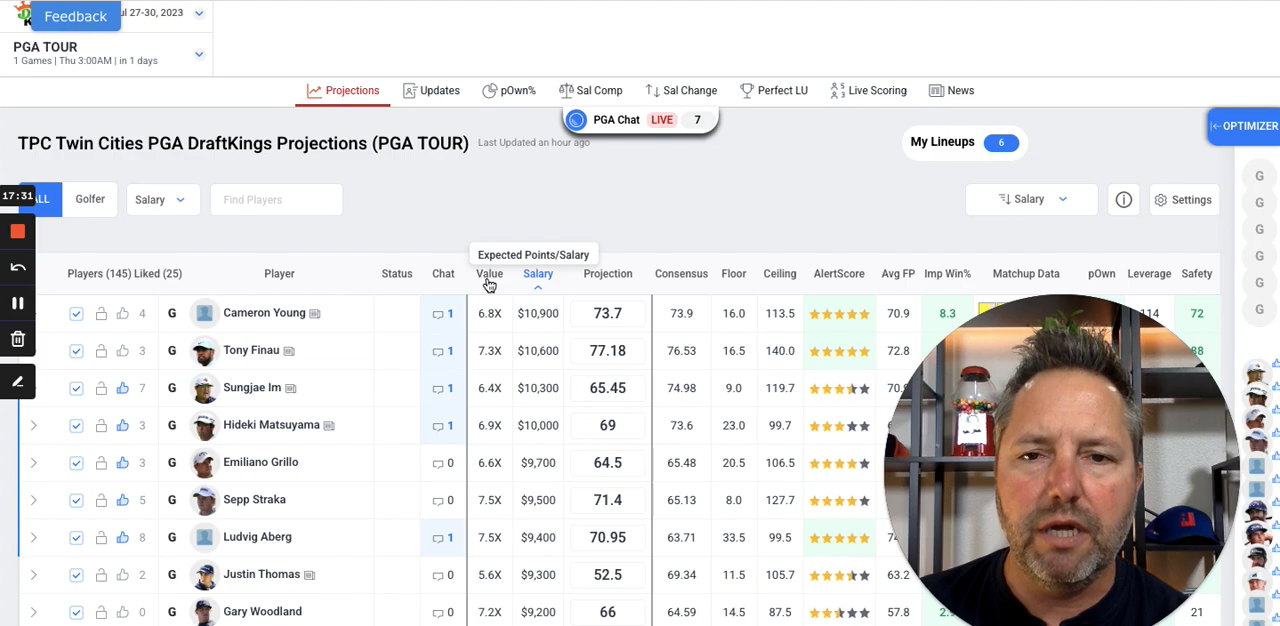 Feedback
ul 27-30, 2023
PGA TOUR
1 Games | Thu 3:00AM | in 1 days
Projections Updates pOwn% Sal Comp Sal Change Perfect LU Live Scoring News
PGA Chat LIVE 7
TPC Twin Cities PGA DraftKings Projections (PGA TOUR) Last Updated an hour ago
My Lineups 6
OPTIMIZER
17:31
ALL Golfer Salary Find Players Salary Settings
Expected Points/Salary
Players (145) Liked (25) Player Status Chat Value Salary Projection Consensus Floor Ceiling AlertScore Avg FP Imp Win% Matchup Data pOwn Leverage Safety
4 G Cameron Young 1 6.8X $10,900 73.7 73.9 16.0 113.5 70.9 8.3 114 72
3 G Tony Finau 1 7.3X $10,600 77.18 76.53 16.5 140.0 72.8 88
7 G Sungjae Im 1 6.4X $10,300 65.45 74.98 9.0 119.7
3 G Hideki Matsuyama 1 6.9X $10,000 69 73.6 23.0 99.7
3 G Emiliano Grillo 0 6.6X $9,700 64.5 65.48 20.5 106.5
5 G Sepp Straka 0 7.5X $9,500 71.4 65.13 8.0 127.7
8 G Ludvig Aberg 1 7.5X $9,400 70.95 63.71 33.5 99.5
2 G Justin Thomas 0 5.6X $9,300 52.5 69.34 11.5 105.7 63.2
0 G Gary Woodland 0 7.2X $9,200 66 64.59 14.5 87.5 57.8 21
G
G
G
G
G
G